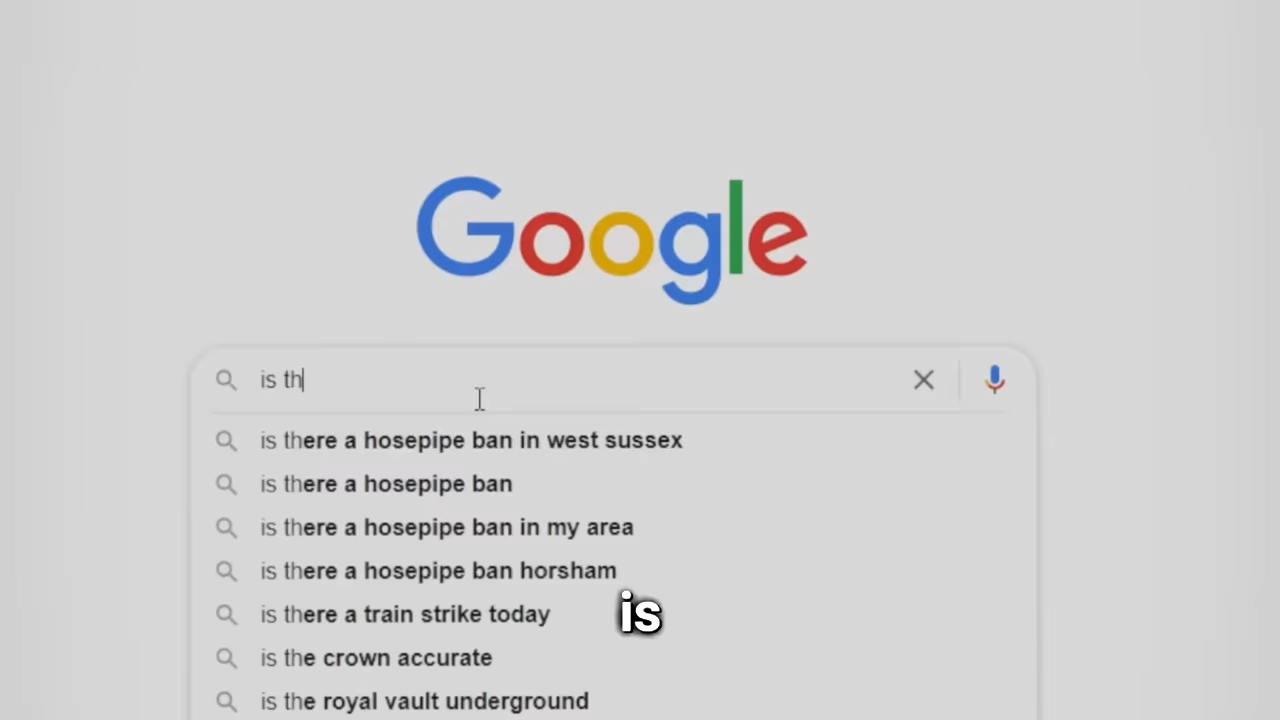 Google
is th
is there a hosepipe ban in west sussex
is there a hosepipe ban
is there a hosepipe ban in my area
is there a hosepipe ban horsham
is there a train strike today
is
is the crown accurate
is the royal vault underground